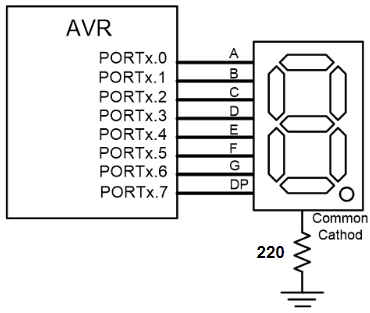 AVR
PORTx.0 A
PORTx.1 B
PORTx.2 C
PORTx.3 D
PORTx.4 E
PORTx.5 F
PORTx.6 G
PORTx.7 DP
Common
Cathod
220